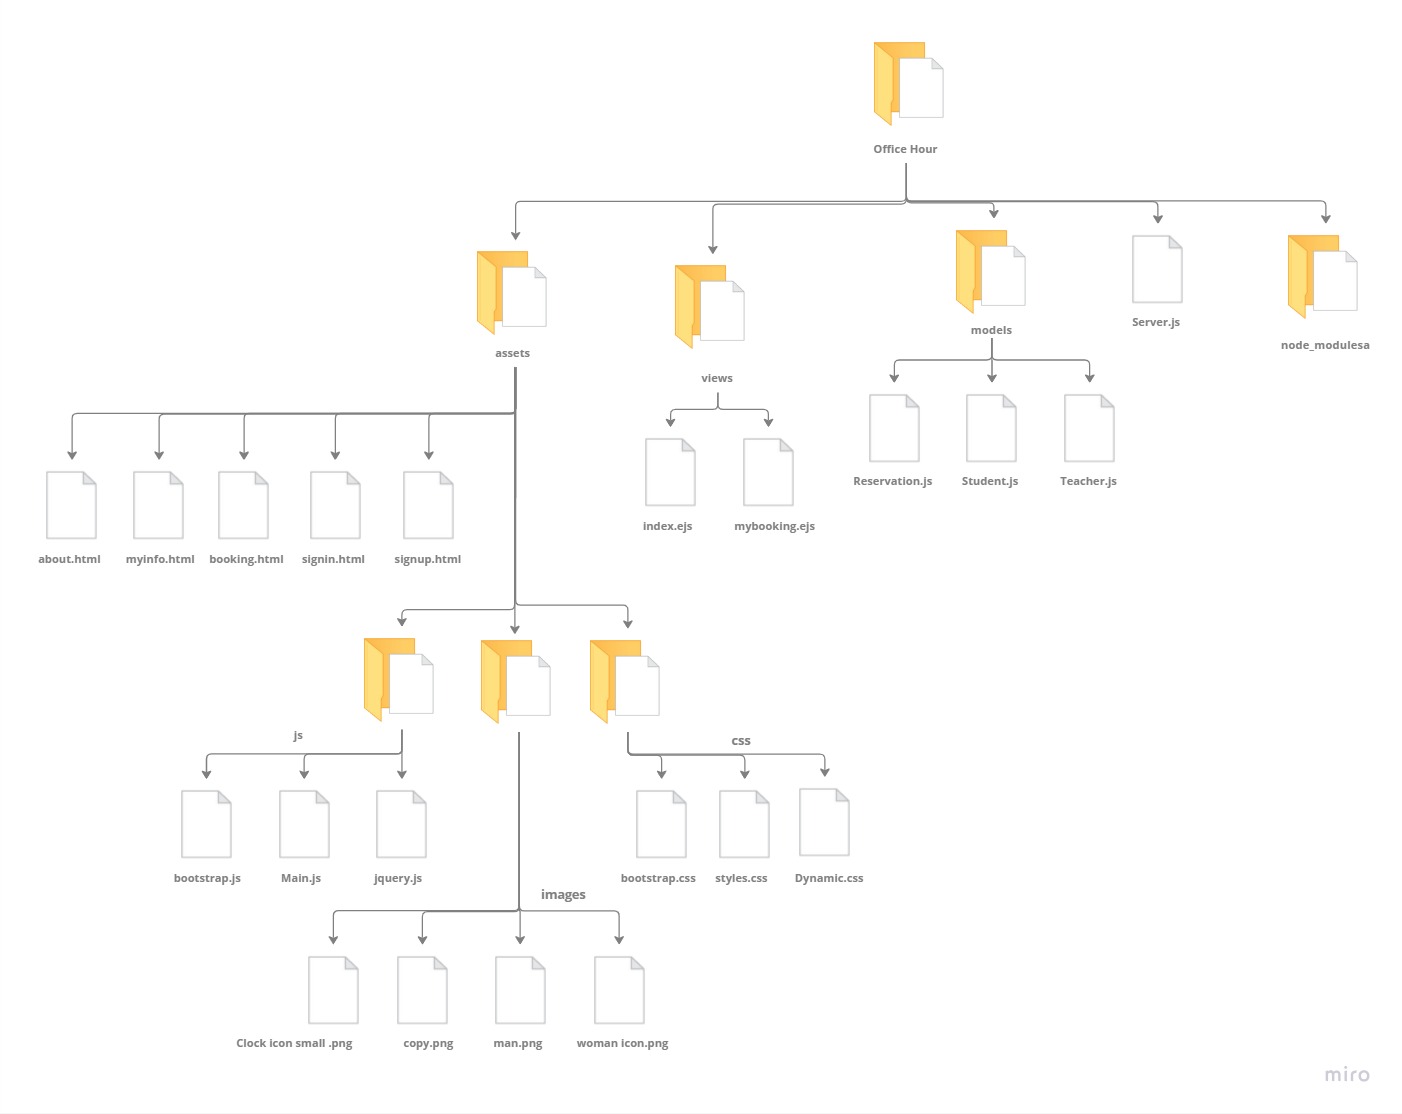 Office Hour
assets
views
models
Server.js
node_modulesa
Reservation.js
Student.js
Teacher.js
index.ejs
mybooking.ejs
about.html
myinfo.html
booking.html
signin.html
signup.html
js
css
bootstrap.js
Main.js
jquery.js
bootstrap.css
styles.css
Dynamic.css
images
Clock icon small .png
copy.png
man.png
woman icon.png
miro